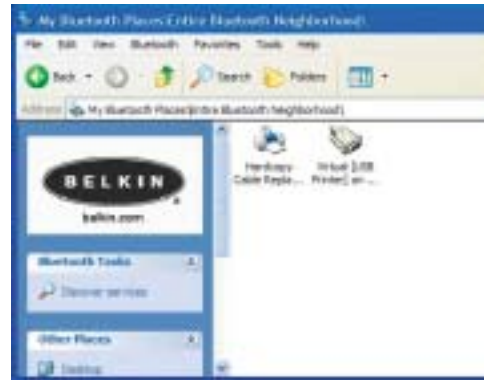 My Bluetooth Places\Entire Bluetooth Neighborhood\
File Edit View Bluetooth Favorites Tools Help
Back Search Folders
Address My Bluetooth Places\Entire Bluetooth Neighborhood\
BELKIN
belkin.com
Hardcopy Cable Repla...
Virtual [USB Printer] on ...
Bluetooth Tasks
Discover services
Other Places
Desktop